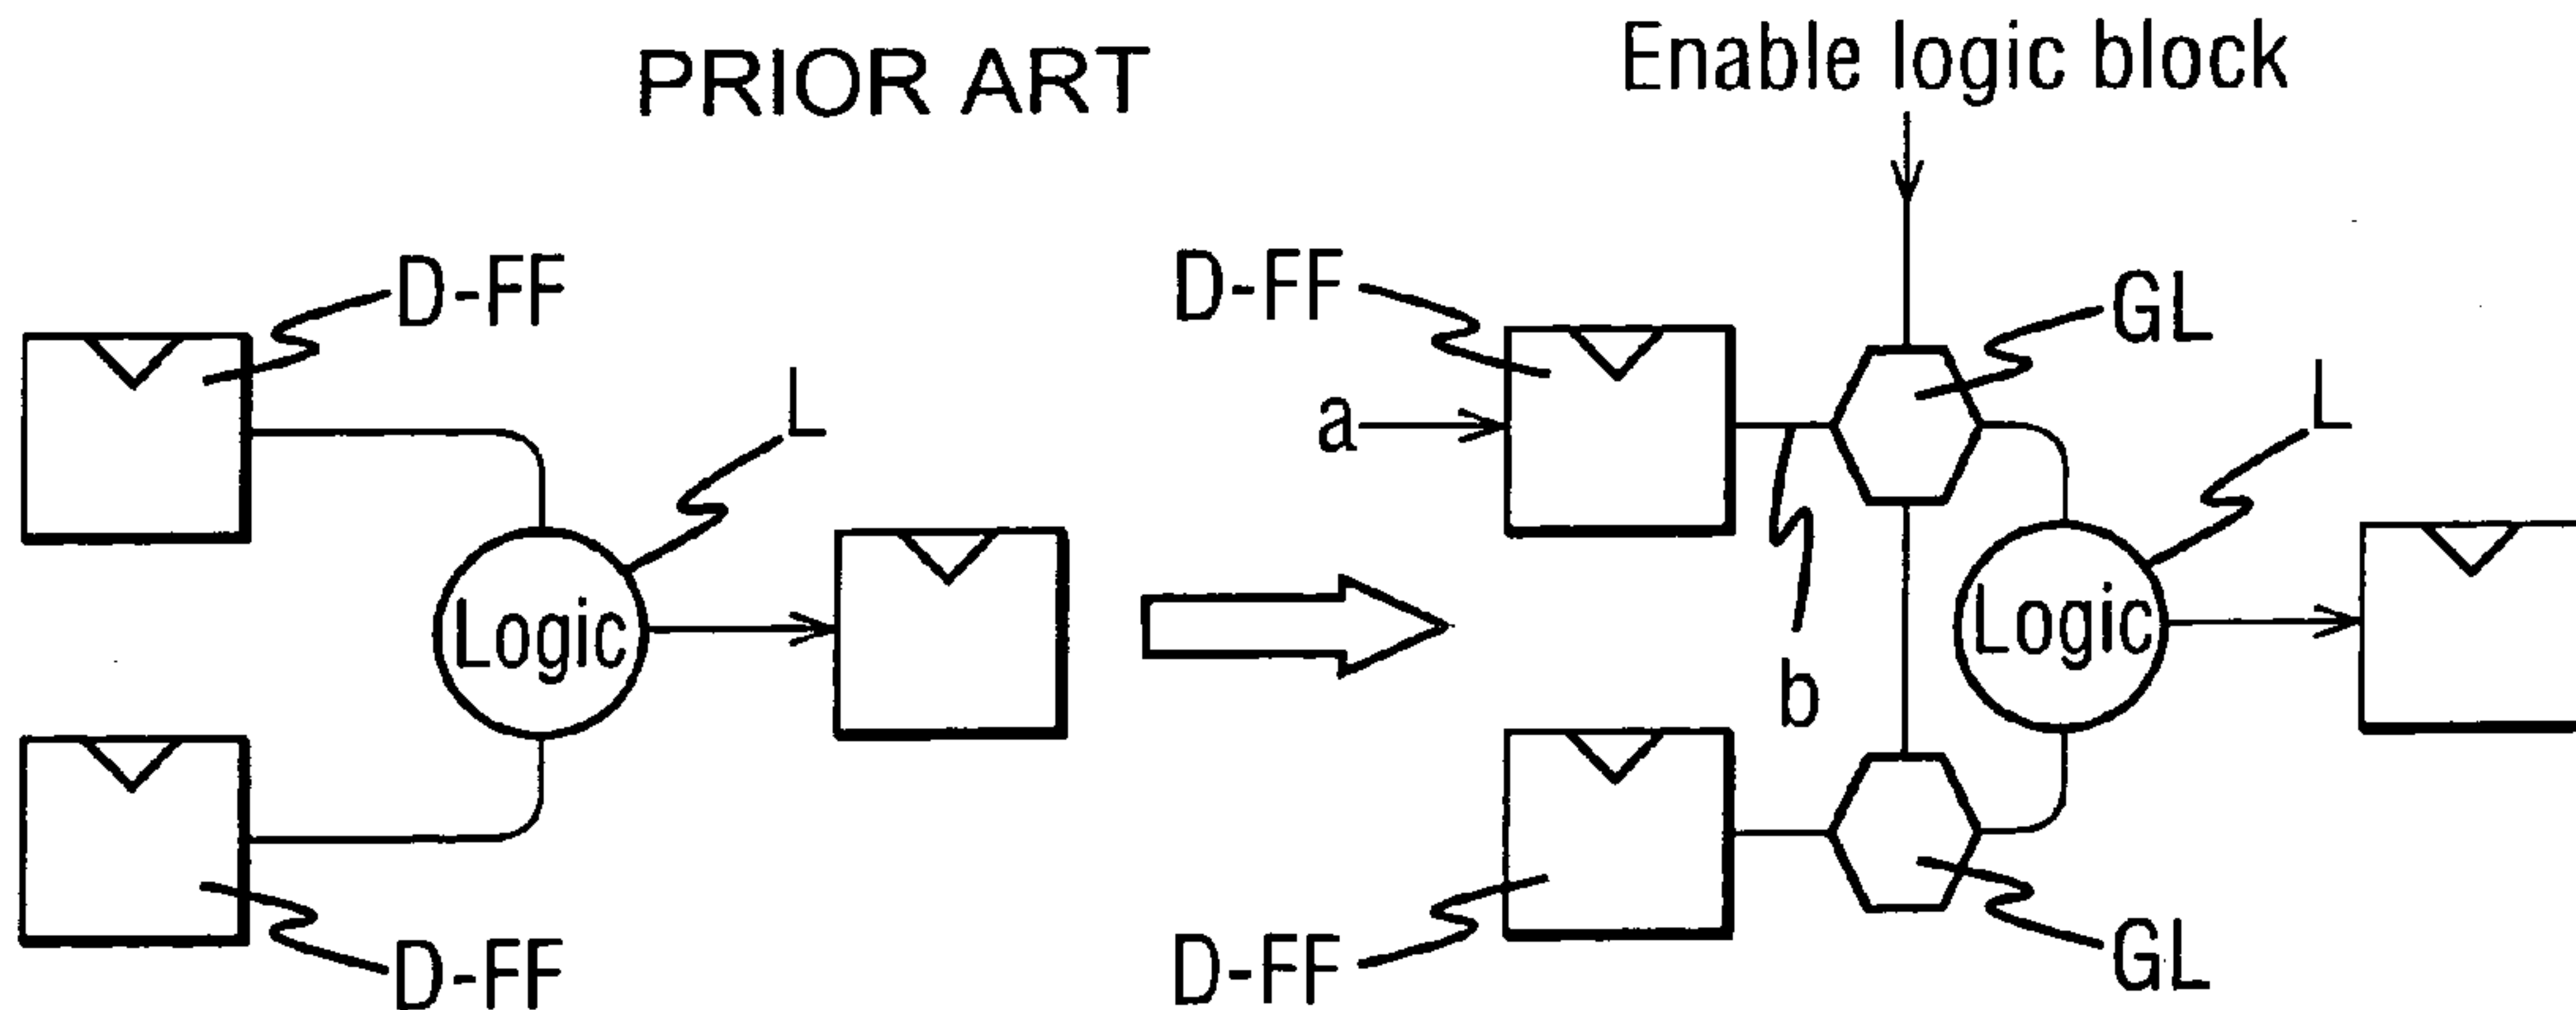 PRIOR ART
Enable logic block
D-FF
L
Logic
D-FF
D-FF
a
b
GL
L
Logic
D-FF
GL